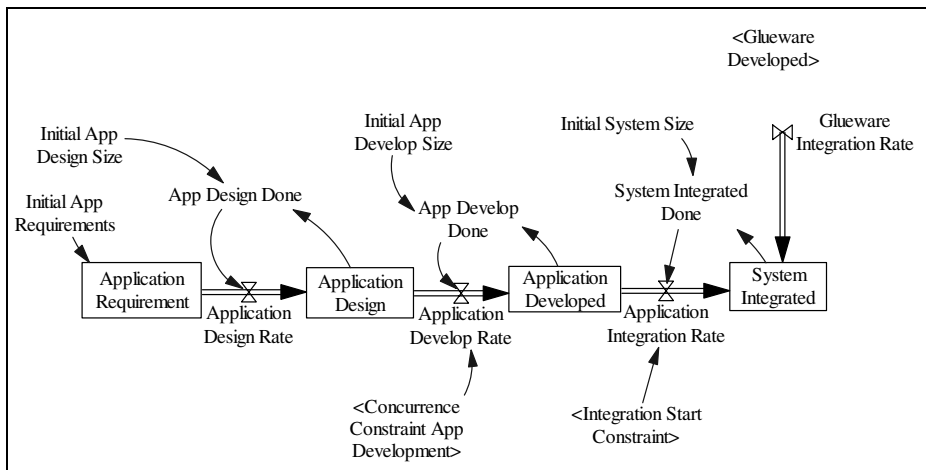 <Glueware
Developed>
Initial App
Design Size
Initial App
Develop Size
Initial System Size
Glueware
Integration Rate
Initial App
Requirements
App Design Done
App Develop
Done
System Integrated
Done
Application
Requirement
Application
Design Rate
Application
Design
Application
Develop Rate
Application
Developed
Application
Integration Rate
System
Integrated
<Concurrence
Constraint App
Development>
<Integration Start
Constraint>